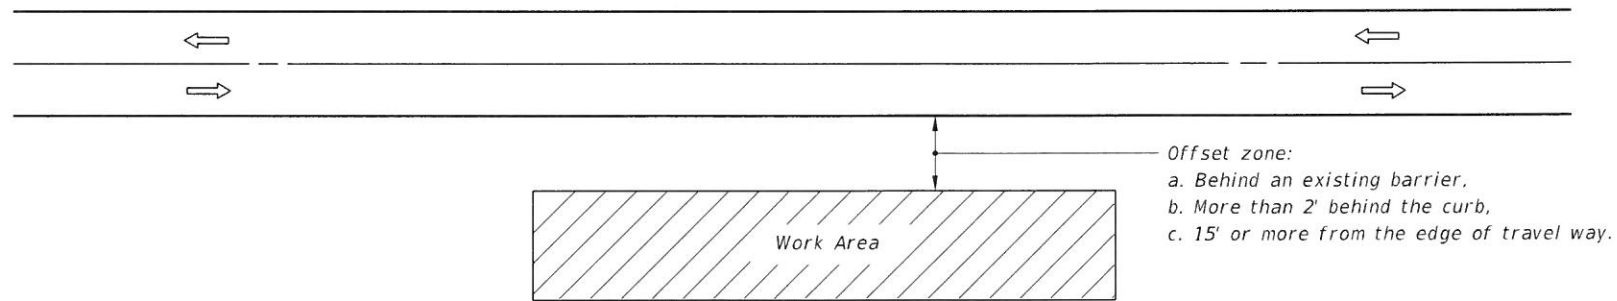 Offset zone:
a. Behind an existing barrier,
b. More than 2' behind the curb,
c. 15' or more from the edge of travel way.
Work Area